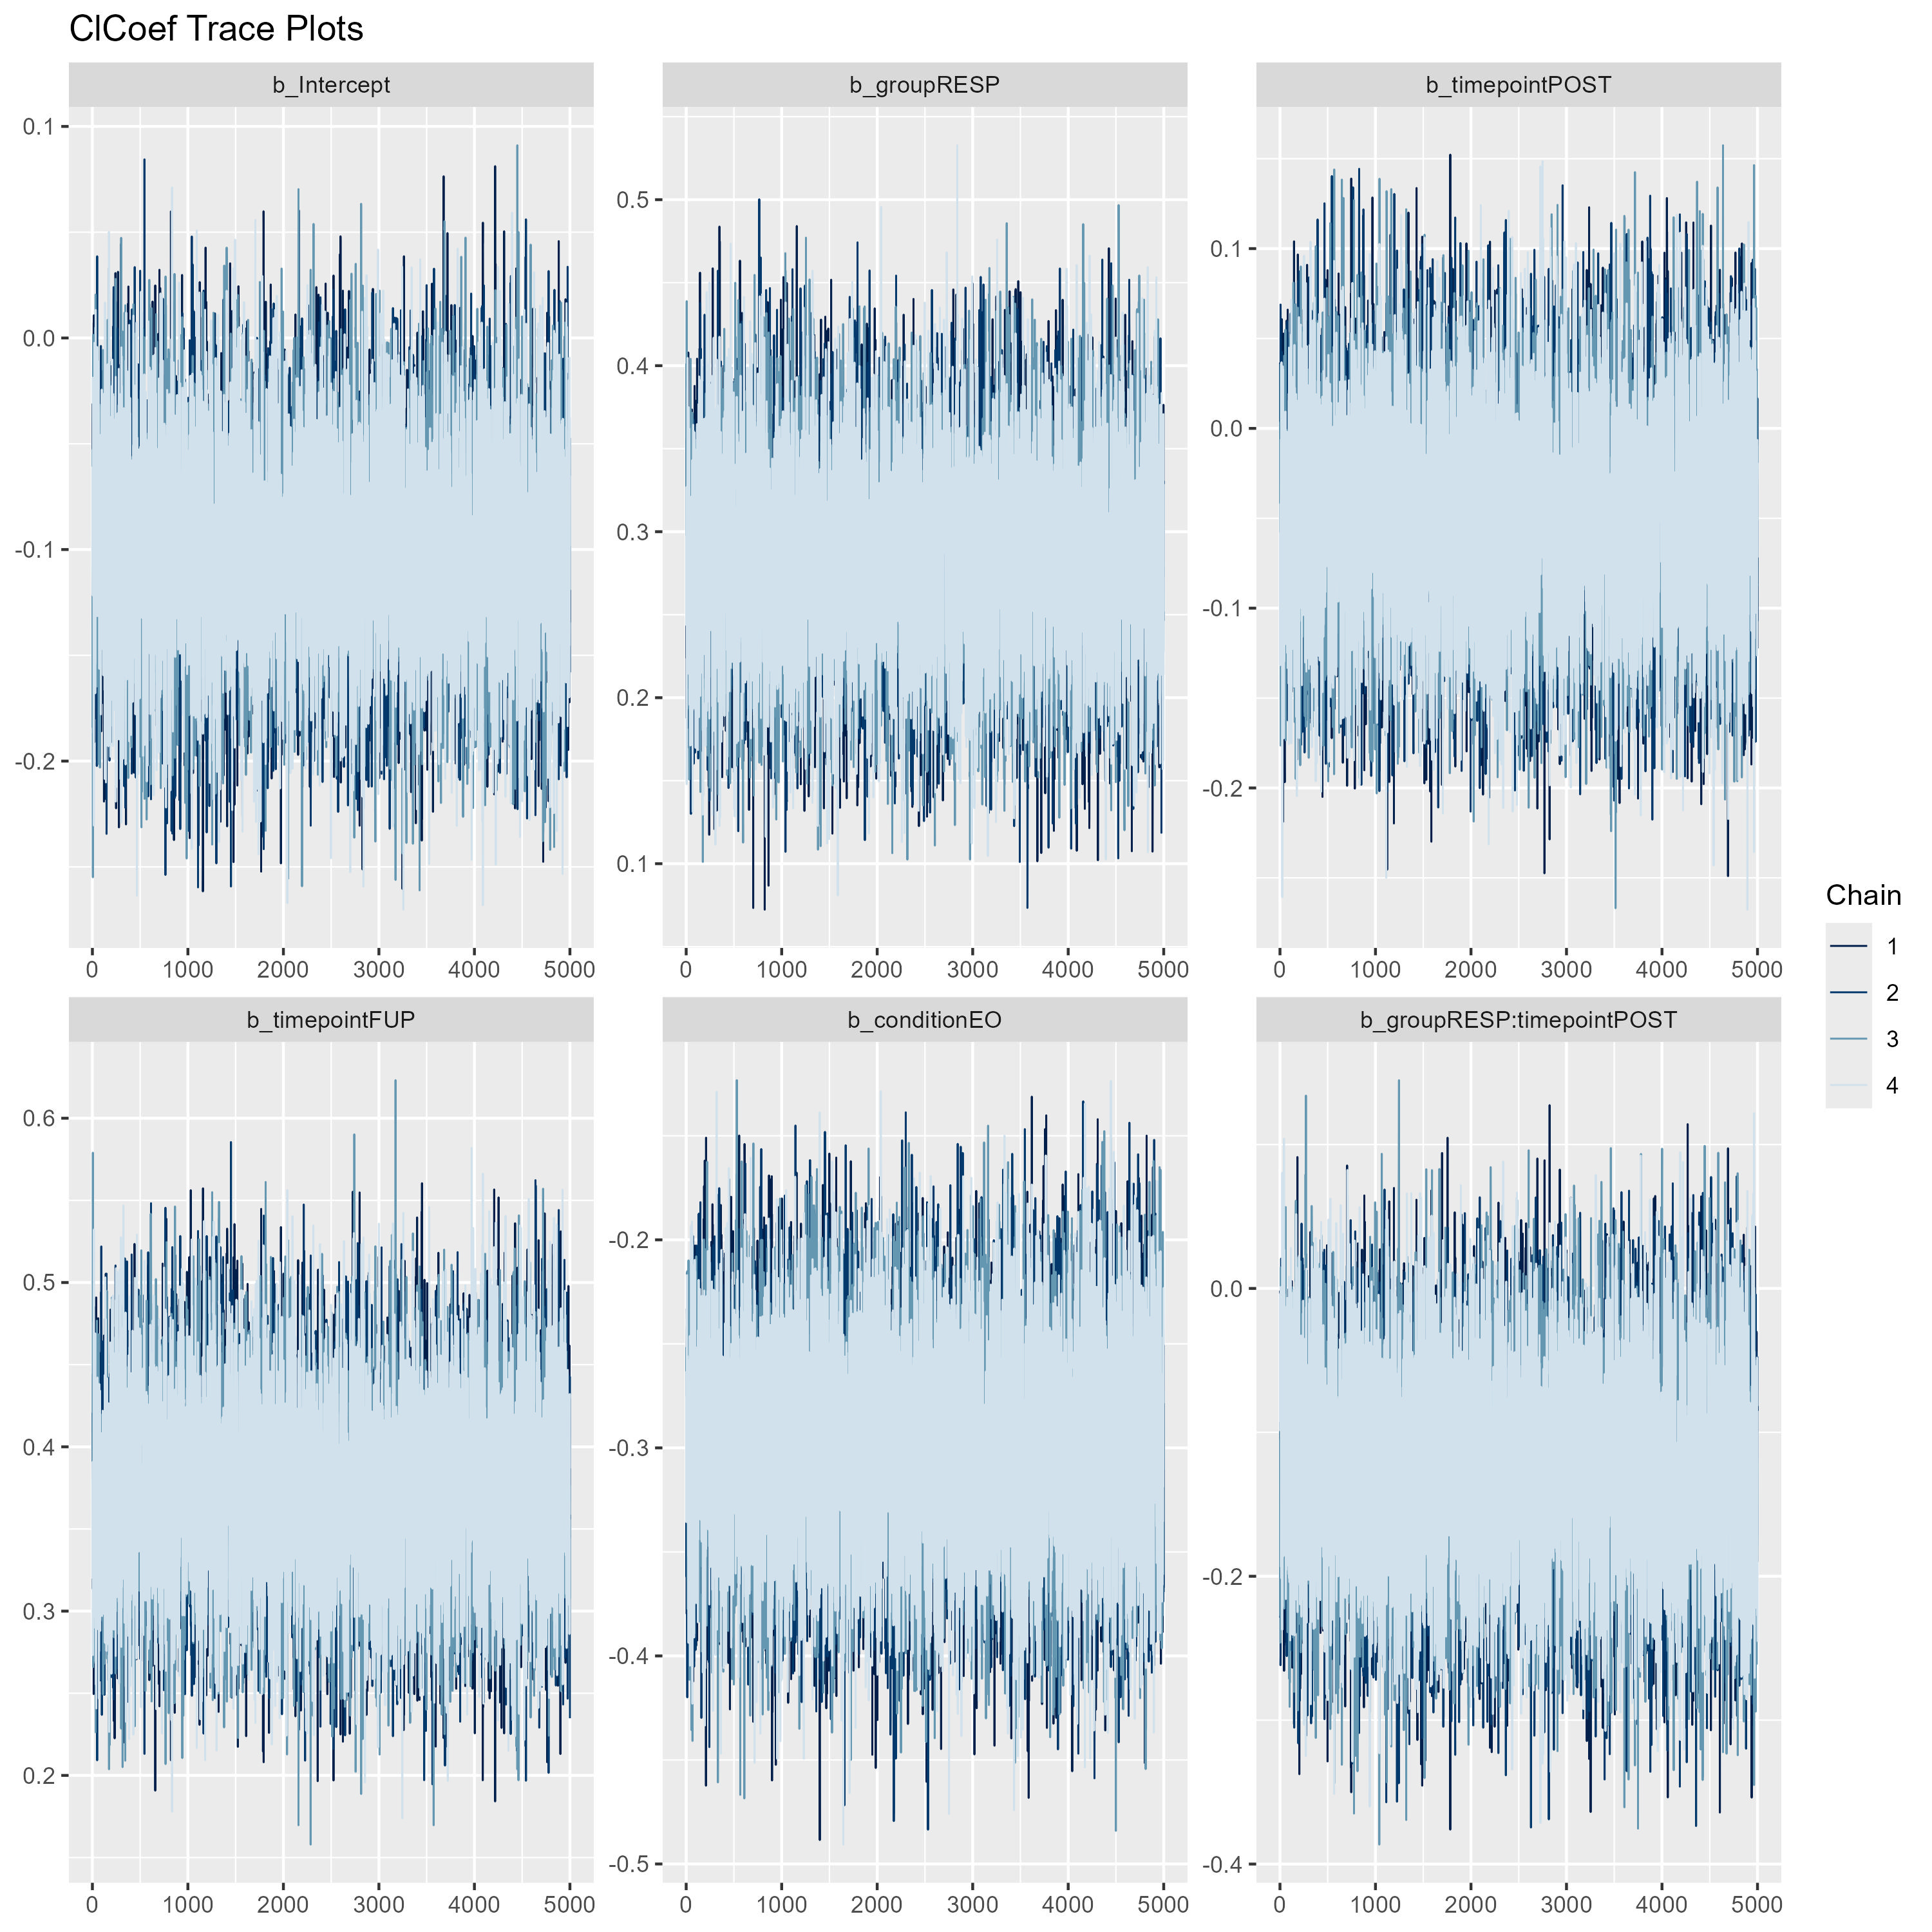 ClCoef Trace Plots
b_Intercept
b_groupRESP
b_timepointPOST
0.1
0.0
-0.1
-0.2
0.5
0.4
0.3
0.2
0.1
0.1
0.0
-0.1
-0.2
0 1000 2000 3000 4000 5000
0 1000 2000 3000 4000 5000
0 1000 2000 3000 4000 5000
b_timepointFUP
b_conditionEO
b_groupRESP:timepointPOST
0.6
0.5
0.4
0.3
0.2
-0.2
-0.3
-0.4
-0.5
0.0
-0.2
-0.4
0 1000 2000 3000 4000 5000
0 1000 2000 3000 4000 5000
0 1000 2000 3000 4000 5000
Chain
1
2
3
4